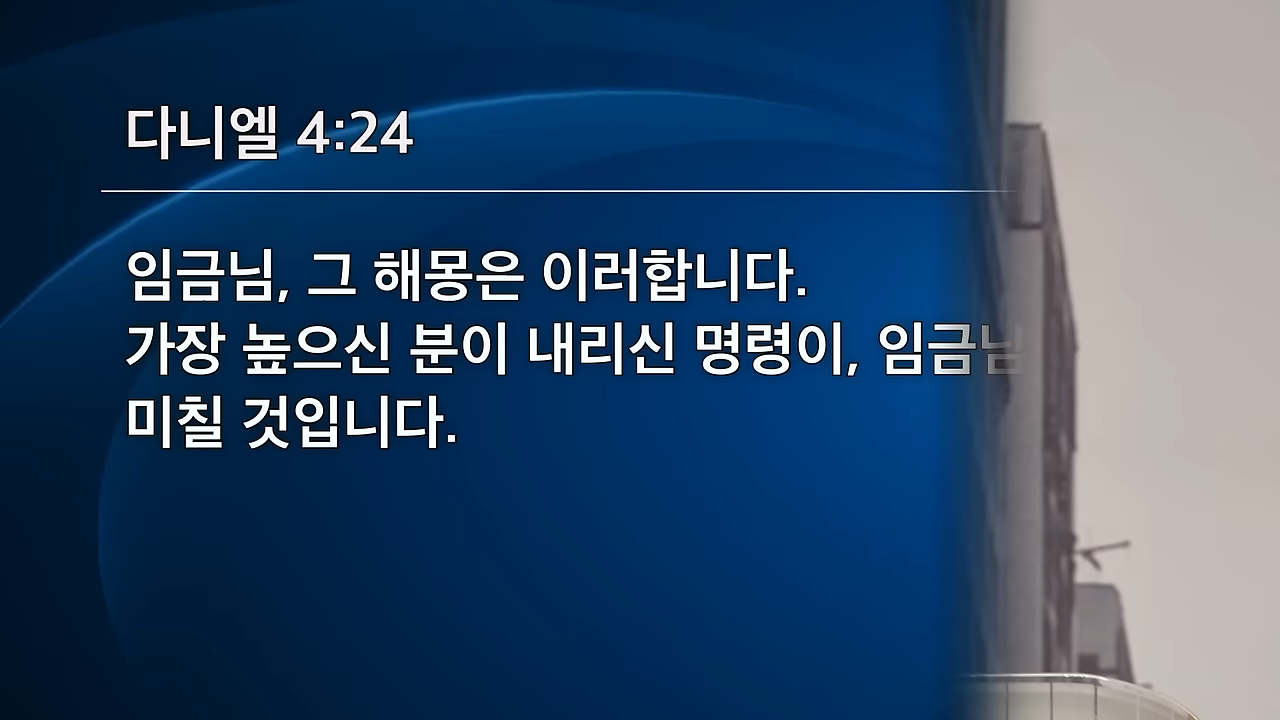 다니엘 4:24
임금님, 그 해몽은 이러합니다.
가장 높으신 분이 내리신 명령이, 임금님
미칠 것입니다.